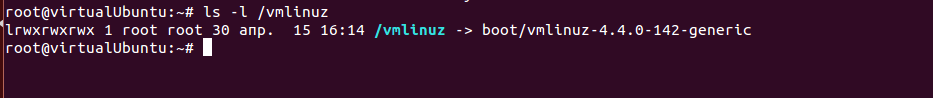 root@virtualUbuntu:~# ls -l /vmlinuz
lrwxrwxrwx 1 root root 30 апр.  15 16:14 /vmlinuz -> boot/vmlinuz-4.4.0-142-generic
root@virtualUbuntu:~#